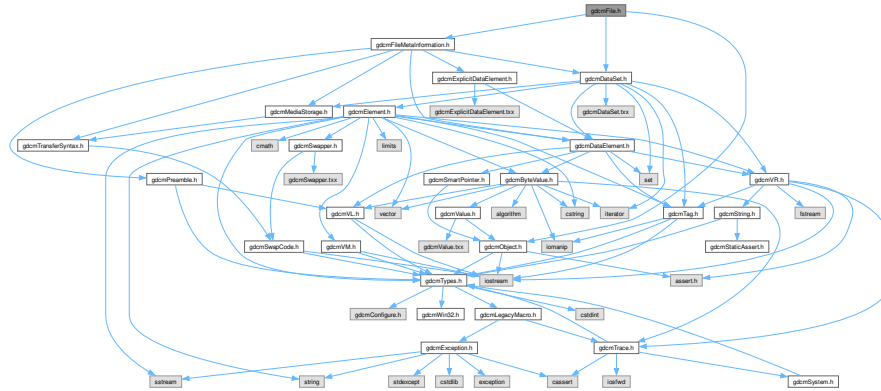 gdcmFile.h
gdcmFileMetaInformation.h
gdcmExplicitDataElement.h
gdcmDataSet.h
gdcmMediaStorage.h
gdcmElement.h
gdcmExplicitDataElement.txx
gdcmDataSet.txx
gdcmTransferSyntax.h
cmath
gdcmSwapper.h
limits
gdcmDataElement.h
gdcmSwapper.txx
gdcmPreamble.h
gdcmSmartPointer.h
gdcmByteValue.h
set
gdcmVR.h
gdcmVL.h
vector
gdcmValue.h
algorithm
cstring
iterator
gdcmTag.h
gdcmString.h
fstream
gdcmSwapCode.h
gdcmVM.h
gdcmValue.txx
gdcmObject.h
iomanip
gdcmStaticAssert.h
gdcmTypes.h
iostream
assert.h
gdcmConfigure.h
gdcmWin32.h
gdcmLegacyMacro.h
cstdint
gdcmException.h
gdcmTrace.h
sstream
string
stdexcept
cstdlib
exception
cassert
iosfwd
gdcmSystem.h